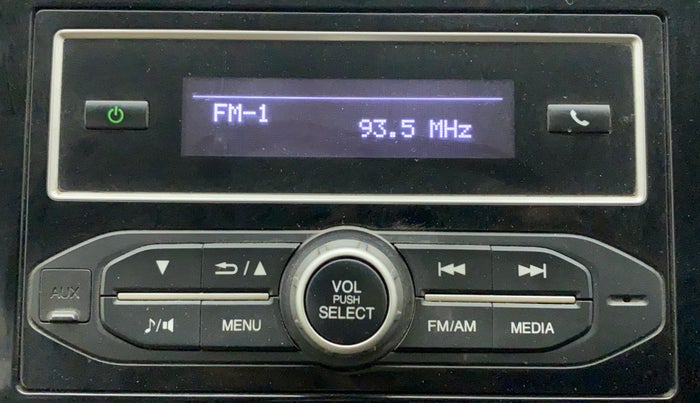 FM-1
93.5 MHz
AUX
VOL
PUSH
SELECT
MENU
FM/AM
MEDIA